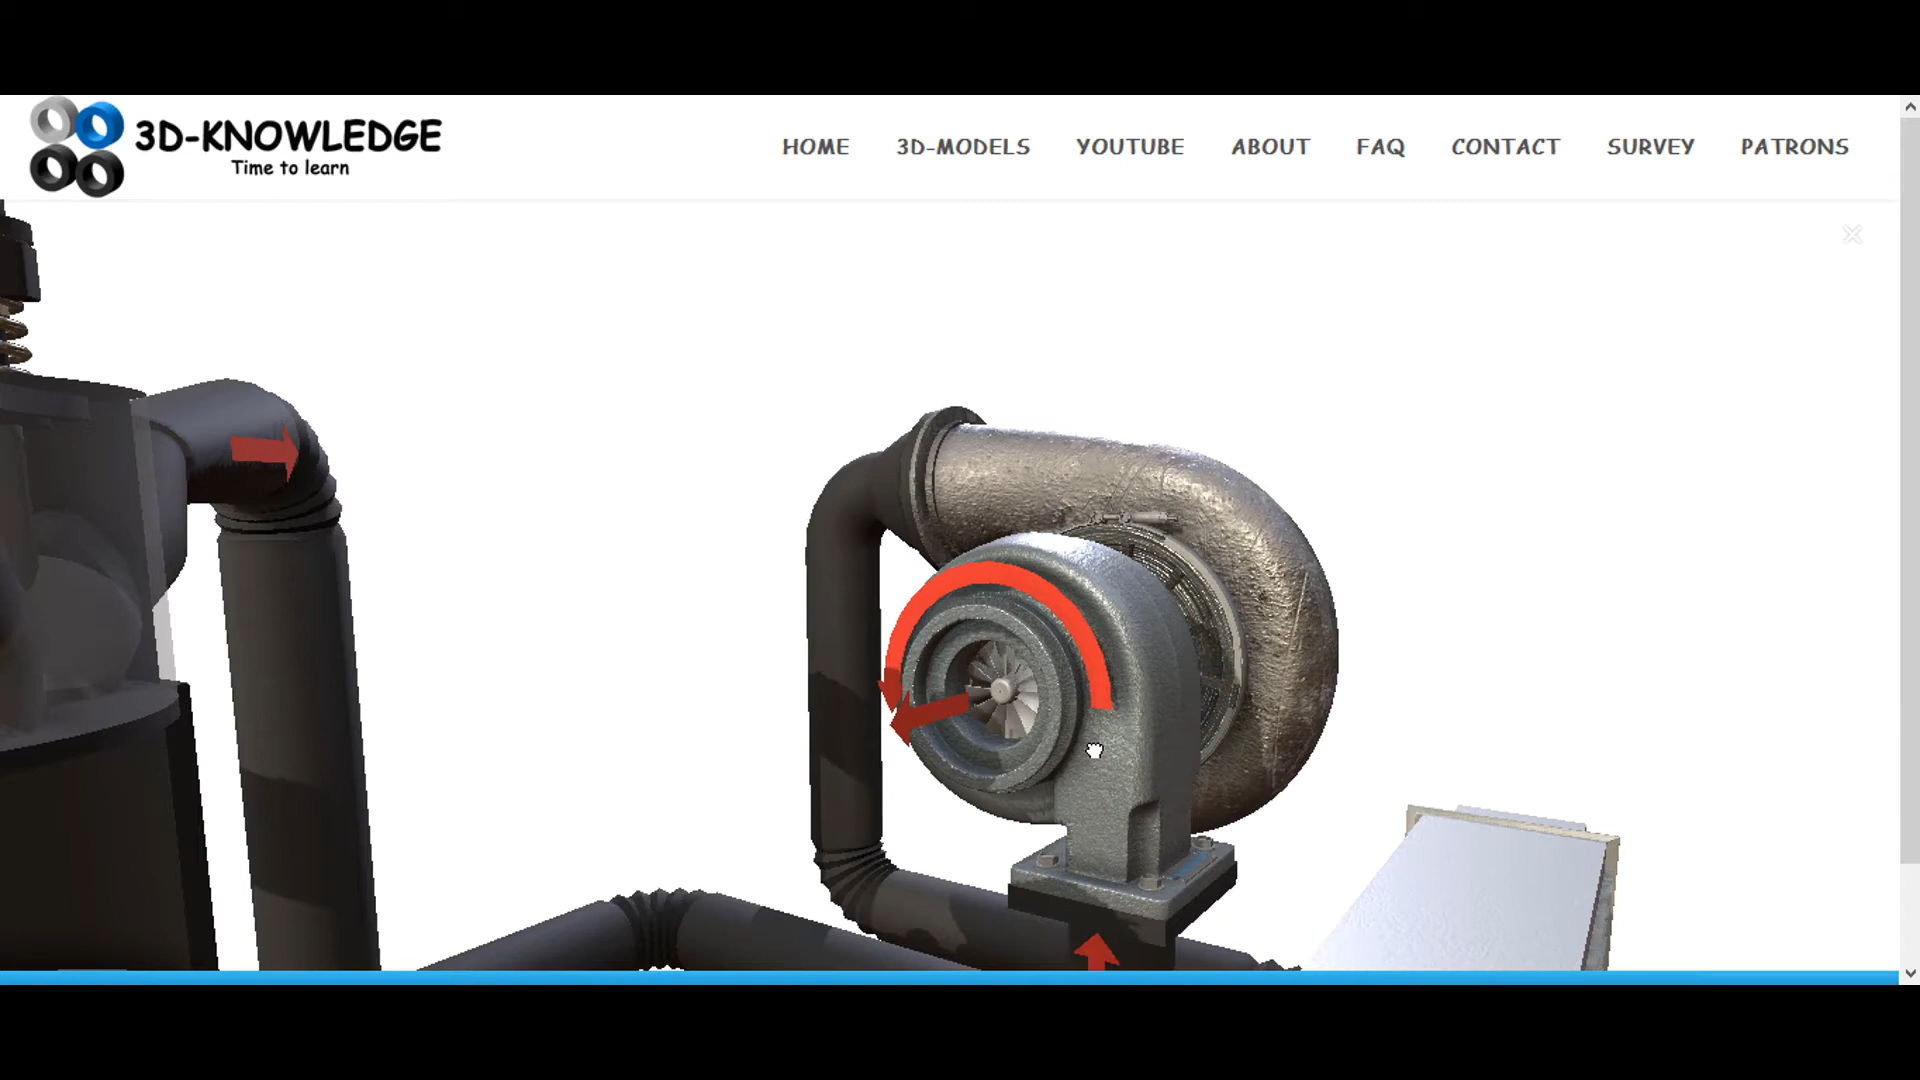 3D-KNOWLEDGE
Time to learn
HOME 3D-MODELS YOUTUBE ABOUT FAQ CONTACT SURVEY PATRONS